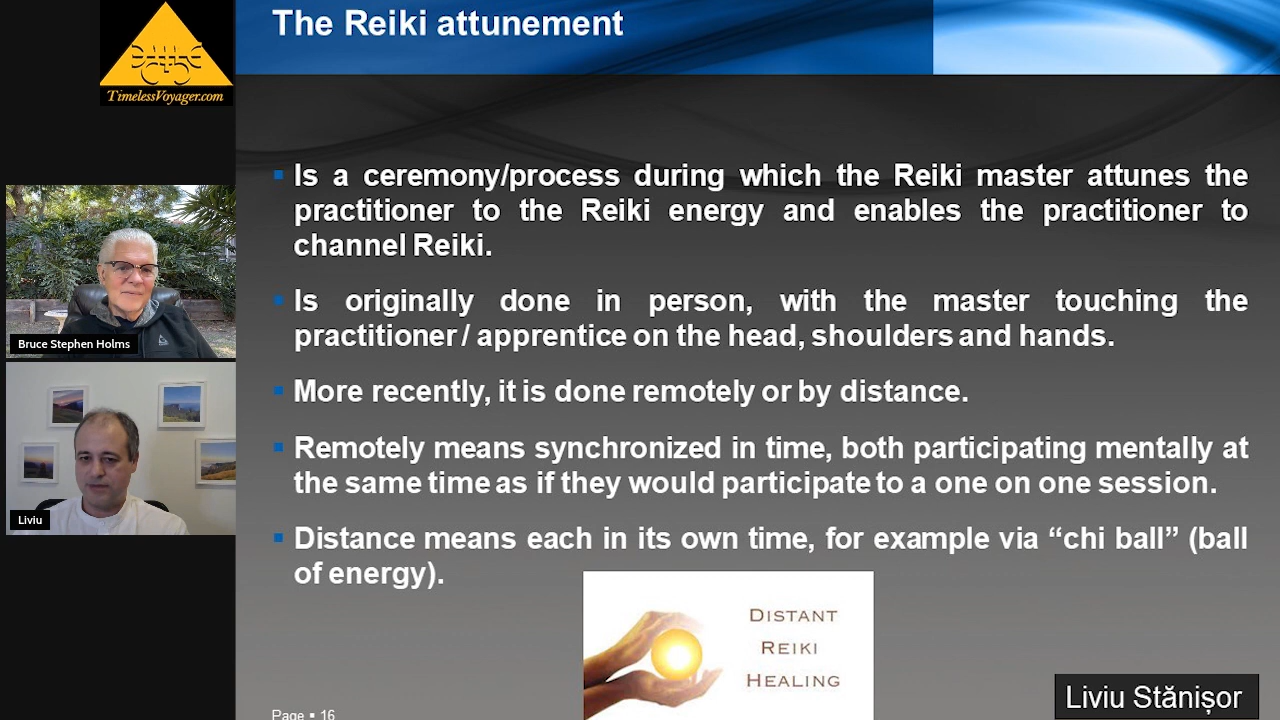 The Reiki attunement
TimelessVoyager.com
▪ Is a ceremony/process during which the Reiki master attunes the
practitioner to the Reiki energy and enables the practitioner to
channel Reiki.
▪ Is originally done in person, with the master touching the
practitioner / apprentice on the head, shoulders and hands.
▪ More recently, it is done remotely or by distance.
▪ Remotely means synchronized in time, both participating mentally at
the same time as if they would participate to a one on one session.
▪ Distance means each in its own time, for example via “chi ball” (ball
of energy).
Bruce Stephen Holms
Liviu
DISTANT
REIKI
HEALING
Liviu Stănișor
Page ▪ 16